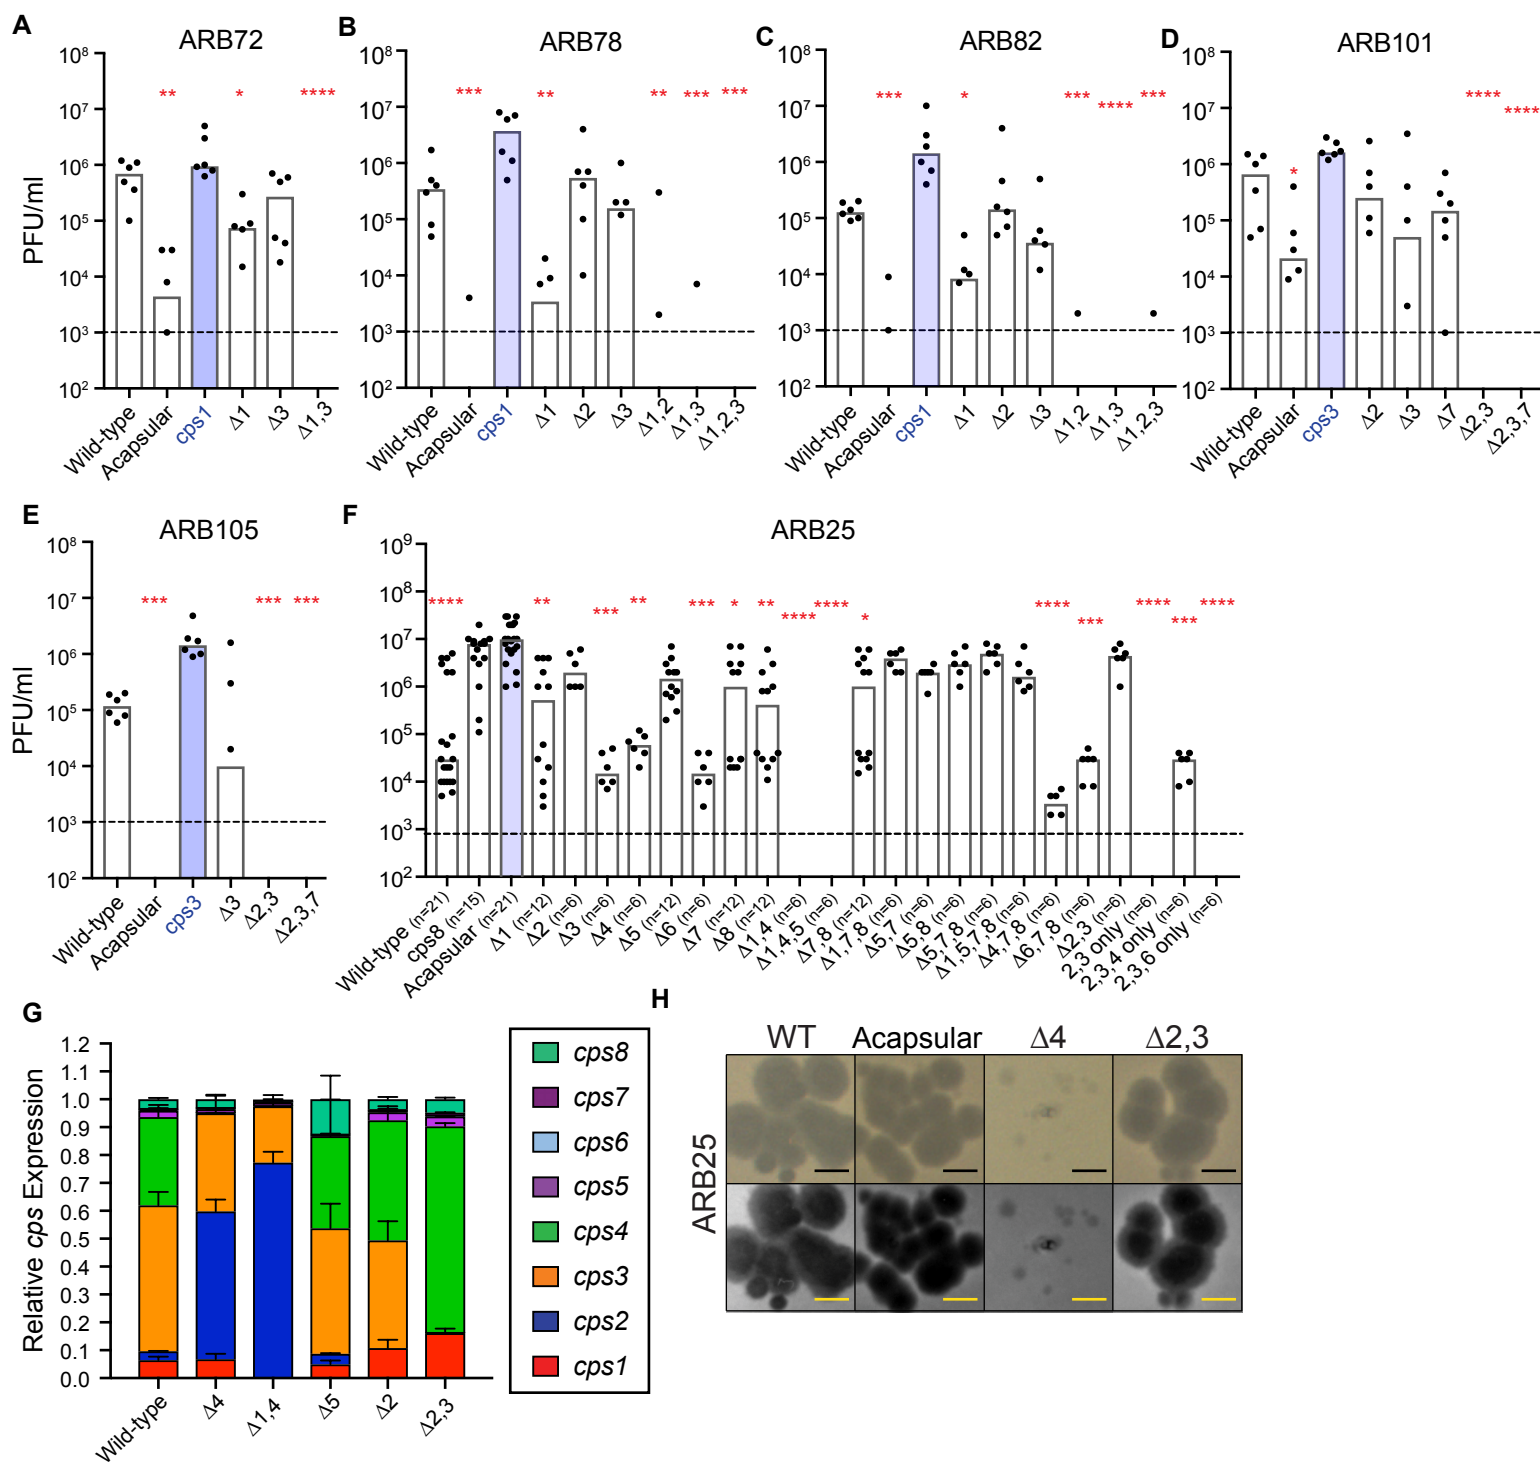 A
ARB72
PFU/ml
10⁸
10⁷
10⁶
10⁵
10⁴
10³
10²
**
*
****
Wild-type
Acapsular
cps1
Δ1
Δ3
Δ1,3
B
ARB78
10⁸
10⁷
10⁶
10⁵
10⁴
10³
10²
***
**
**
***
***
Wild-type
Acapsular
cps1
Δ1
Δ2
Δ3
Δ1,2
Δ1,3
Δ1,2,3
C
ARB82
10⁸
10⁷
10⁶
10⁵
10⁴
10³
10²
***
*
***
****
***
Wild-type
Acapsular
cps1
Δ1
Δ2
Δ3
Δ1,2
Δ1,3
Δ1,2,3
D
ARB101
10⁸
10⁷
10⁶
10⁵
10⁴
10³
10²
*
****
****
Wild-type
Acapsular
cps3
Δ2
Δ3
Δ7
Δ2,3
Δ2,3,7
E
ARB105
PFU/ml
10⁸
10⁷
10⁶
10⁵
10⁴
10³
10²
***
***
***
Wild-type
Acapsular
cps3
Δ3
Δ2,3
Δ2,3,7
F
ARB25
10⁹
10⁸
10⁷
10⁶
10⁵
10⁴
10³
10²
****
**
***
**
***
*
**
****
****
*
****
***
****
***
****
Wild-type (n=21)
cps8 (n=15)
Acapsular (n=21)
Δ1 (n=12)
Δ2 (n=6)
Δ3 (n=6)
Δ4 (n=6)
Δ5 (n=12)
Δ6 (n=6)
Δ7 (n=12)
Δ8 (n=12)
Δ1,4 (n=6)
Δ1,4,5 (n=6)
Δ7,8 (n=12)
Δ1,7,8 (n=6)
Δ5,7 (n=6)
Δ5,8 (n=6)
Δ5,7,8 (n=6)
Δ1,5,7,8 (n=6)
Δ4,7,8 (n=6)
Δ6,7,8 (n=6)
Δ2,3 (n=6)
2,3 only (n=6)
2,3,4 only (n=6)
2,3,6 only (n=6)
G
Relative cps Expression
1.2
1.1
1.0
0.9
0.8
0.7
0.6
0.5
0.4
0.3
0.2
0.1
0.0
Wild-type
Δ4
Δ1,4
Δ5
Δ2
Δ2,3
cps8
cps7
cps6
cps5
cps4
cps3
cps2
cps1
H
WT
Acapsular
Δ4
Δ2,3
ARB25